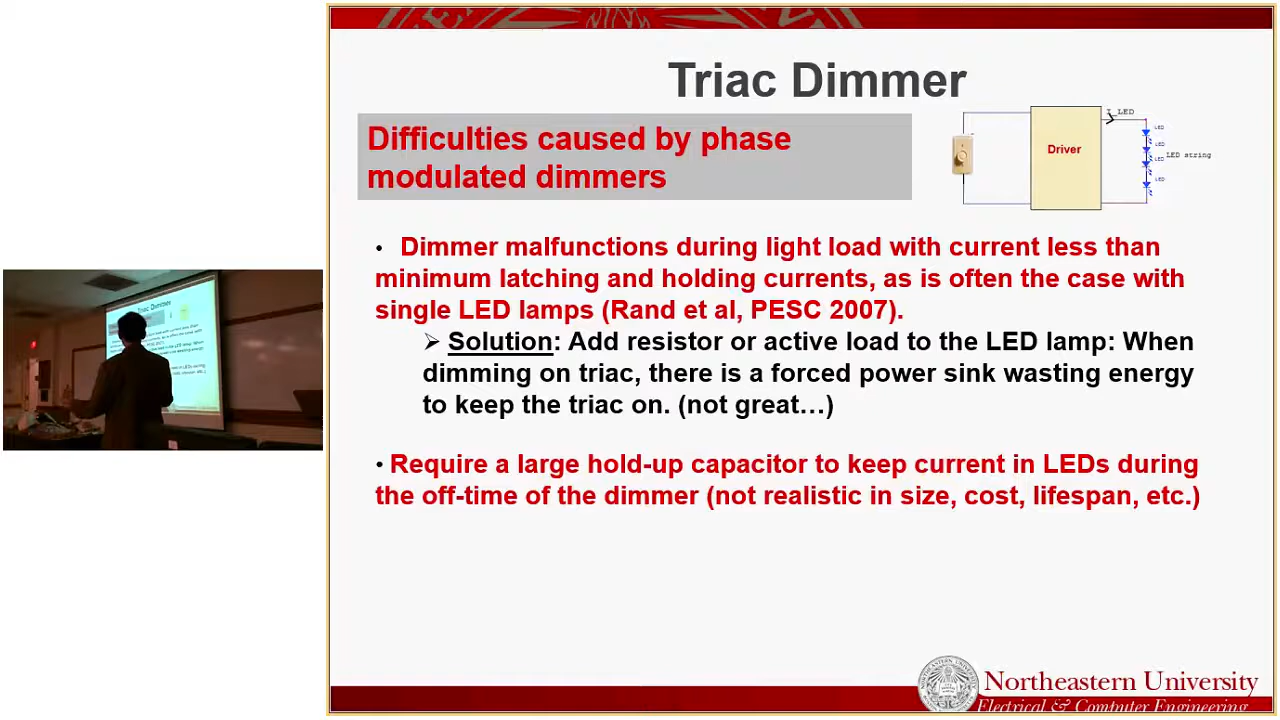 Triac Dimmer
Difficulties caused by phase
modulated dimmers
I_LED
Driver
LED
LED
LED
LED
LED string
• Dimmer malfunctions during light load with current less than
minimum latching and holding currents, as is often the case with
single LED lamps (Rand et al, PESC 2007).
➢ Solution: Add resistor or active load to the LED lamp: When
dimming on triac, there is a forced power sink wasting energy
to keep the triac on. (not great…)
• Require a large hold-up capacitor to keep current in LEDs during
the off-time of the dimmer (not realistic in size, cost, lifespan, etc.)
Northeastern University
Electrical & Computer Engineering
Triac Dimmer